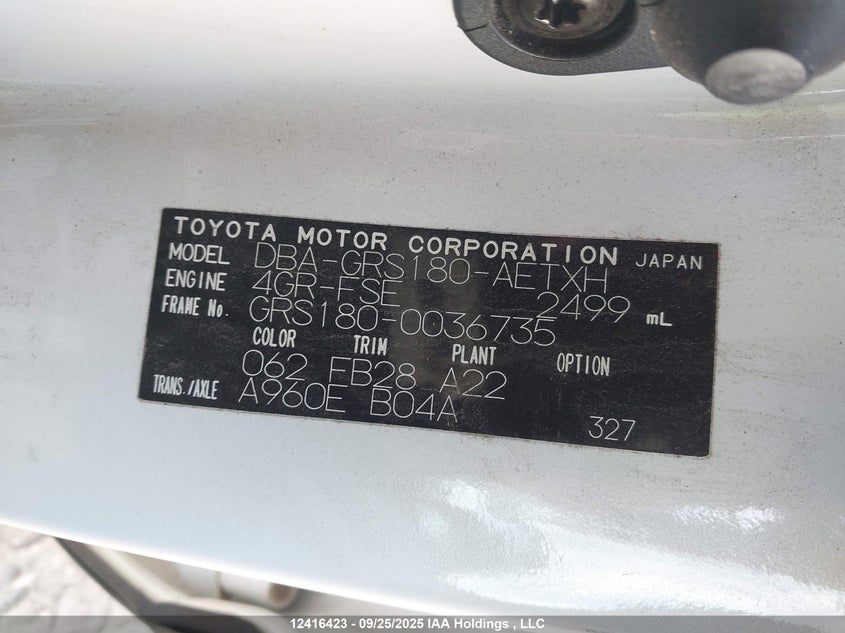 TOYOTA MOTOR CORPORATION JAPAN
MODEL DBA-GRS180-AETXH
ENGINE 4GR-FSE 2499 mL
FRAME No. GRS180-0036735
COLOR TRIM PLANT OPTION
062 FB28 A22
TRANS./AXLE A960E B04A
327
12416423 - 09/25/2025 IAA Holdings , LLC